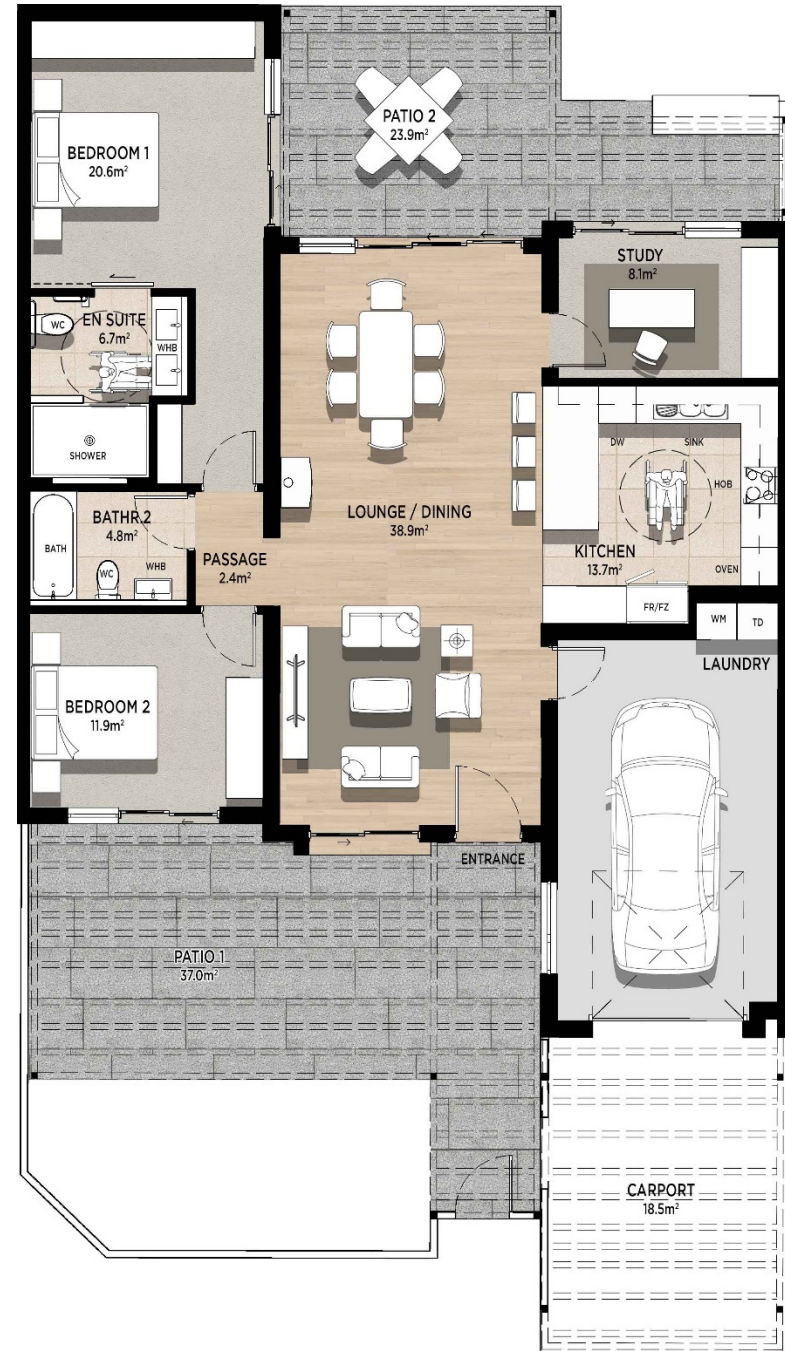 PATIO 2
23.9m²
BEDROOM 1
20.6m²
STUDY
8.1m²
EN SUITE
6.7m²
WC
WHB
SHOWER
DW
SINK
HOB
LOUNGE / DINING
38.9m²
BATHR.2
4.8m²
BATH
WC
WHB
PASSAGE
2.4m²
KITCHEN
13.7m²
OVEN
FR/FZ
WM
TD
LAUNDRY
BEDROOM 2
11.9m²
ENTRANCE
PATIO 1
37.0m²
CARPORT
18.5m²